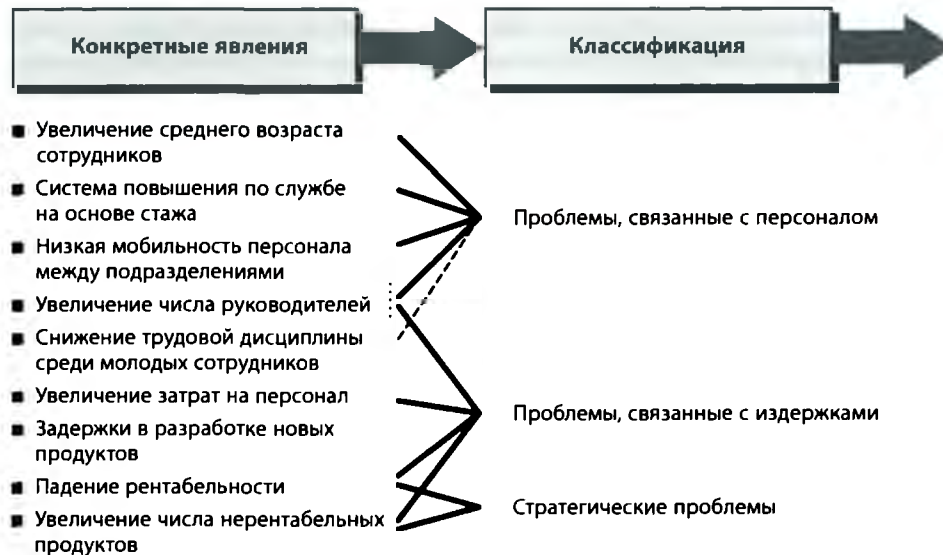 Конкретные явления
Классификация
■ Увеличение среднего возраста
сотрудников
■ Система повышения по службе
на основе стажа
■ Низкая мобильность персонала
между подразделениями
■ Увеличение числа руководителей
■ Снижение трудовой дисциплины
среди молодых сотрудников
■ Увеличение затрат на персонал
■ Задержки в разработке новых
продуктов
■ Падение рентабельности
■ Увеличение числа нерентабельных
продуктов
Проблемы, связанные с персоналом
Проблемы, связанные с издержками
Стратегические проблемы